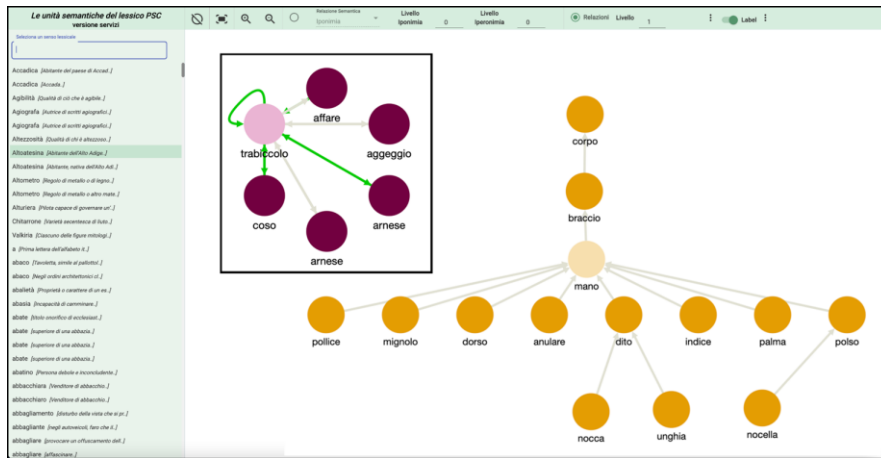 Le unità semantiche del lessico PSC
versione servizi
Relazione Semantica
Iponimia
Livello
Iponimia
0
Livello
Iperonimia
0
Relazioni
Livello
1
Label
Seleziona un senso lessicale
Accadica [Abitante del paese di Accad..]
Accadica [Accada..]
Agibilità [Qualità di ciò che è agibile.]
Agiografa [Autrice di scritti agiografici..]
Agiografa [Autrice di scritti agiografici..]
Altezzosità [Qualità di chi è altezzoso..]
Altoatesina [Abitante dell'Alto Adige..]
Altoatesina [Abitante, nativa dell'Alto Adi..]
Altometro [Regolo di metallo o di legno..]
Altometro [Regolo di metallo o altro mate..]
Alturiera [Pilota capace di governare un'..]
Chitarrone [Varietà secentesca di liuto..]
Valkiria [Ciascuno delle figure mitologi..]
a [Prima lettera dell'alfabeto it..]
abaco [Tavoletta, simile al pallottol..]
abaco [Negli ordini architettonici cl..]
abalietà [Proprietà o carattere di un es..]
abasia [Incapacità di camminare..]
abate [titolo onorifico di ecclesiast..]
abate [superiore di una abbazia..]
abate [superiore di una abbazia..]
abate [superiore di una abbazia..]
abatino [Persona debole e inconcludente..]
abbacchiara [Venditore di abbacchio..]
abbacchiaro [Venditore di abbacchio..]
abbagliamento [disturbo della vista che si pr..]
abbagliante [negli autoveicoli, faro che il..]
abbagliare [provocare un offuscamento dell..]
abbagliare [affascinare..]
affare
trabiccolo
aggeggio
coso
arnese
arnese
corpo
braccio
mano
pollice
mignolo
dorso
anulare
dito
indice
palma
polso
nocca
unghia
nocella